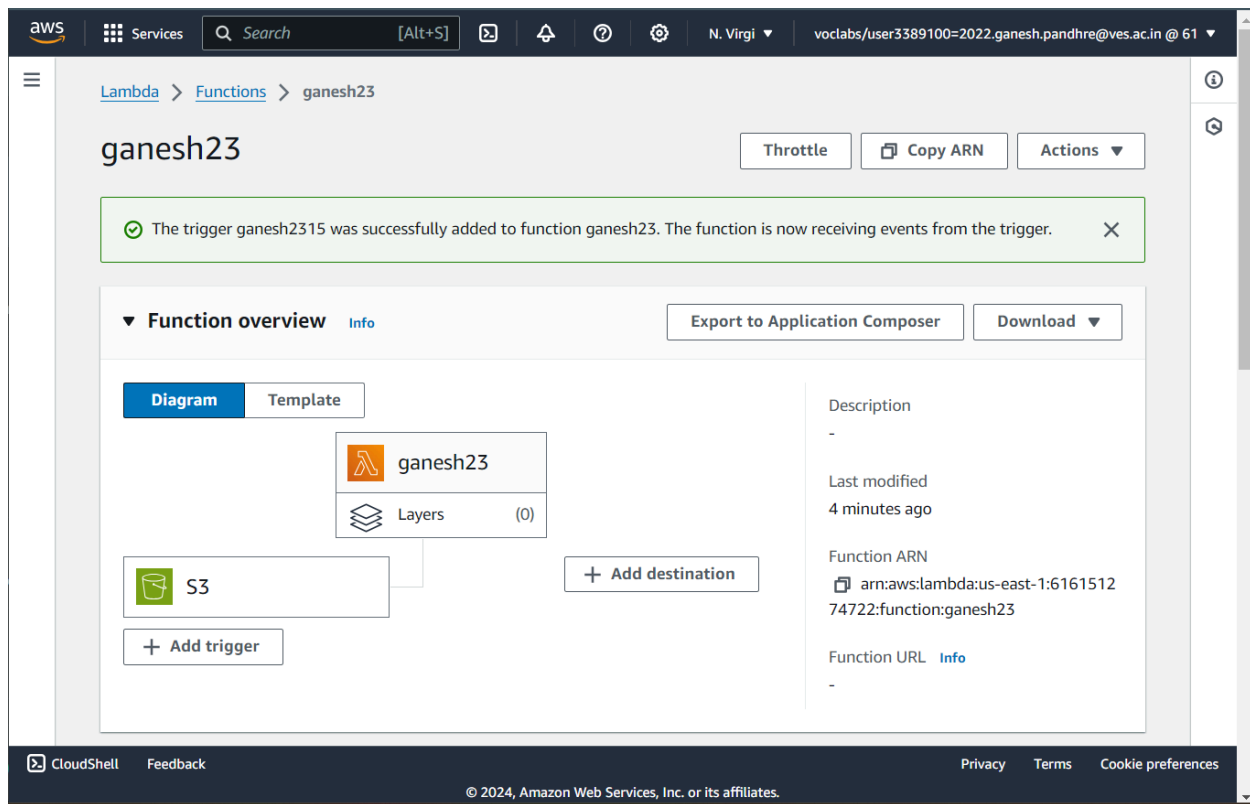 aws
Services
Search
[Alt+S]
N. Virgi
voclabs/user3389100=2022.ganesh.pandhre@ves.ac.in @ 61
Lambda
Functions
ganesh23
ganesh23
Throttle
Copy ARN
Actions
The trigger ganesh2315 was successfully added to function ganesh23. The function is now receiving events from the trigger.
Function overview
Info
Export to Application Composer
Download
Diagram
Template
ganesh23
Layers
(0)
S3
+ Add destination
+ Add trigger
Description
-
Last modified
4 minutes ago
Function ARN
arn:aws:lambda:us-east-1:6161512
74722:function:ganesh23
Function URL
Info
-
CloudShell
Feedback
Privacy
Terms
Cookie preferences
© 2024, Amazon Web Services, Inc. or its affiliates.